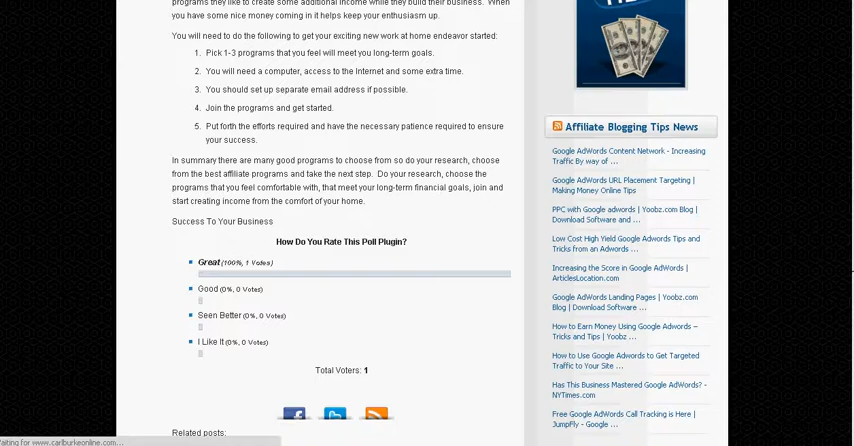 programs they like to create some additional income while they build their business. When
you have some nice money coming in it helps keep your enthusiasm up.
You will need to do the following to get your exciting new work at home endeavor started:
1. Pick 1-3 programs that you feel will meet you long-term goals.
2. You will need a computer, access to the Internet and some extra time.
3. You should set up separate email address if possible.
4. Join the programs and get started.
5. Put forth the efforts required and have the necessary patience required to ensure
your success.
In summary there are many good programs to choose from so do your research, choose
from the best affiliate programs and take the next step. Do your research, choose the
programs that you feel comfortable with, that meet your long-term financial goals, join and
start creating income from the comfort of your home.
Success To Your Business
How Do You Rate This Poll Plugin?
Great (100%, 1 Votes)
Good (0%, 0 Votes)
Seen Better (0%, 0 Votes)
I Like It (0%, 0 Votes)
Total Voters: 1
Related posts:
Waiting for www.carlburkeonline.com...
Affiliate Blogging Tips News
Google AdWords Content Network - Increasing
Traffic By way of ...
Google AdWords URL Placement Targeting |
Making Money Online Tips
PPC with Google adwords | Yoobz.com Blog |
Download Software and ...
Low Cost High Yield Google Adwords Tips and
Tricks from an Adwords ...
Increasing the Score in Google AdWords |
ArticlesLocation.com
Google AdWords Landing Pages | Yoobz.com
Blog | Download Software ...
How to Earn Money Using Google Adwords –
Tricks and Tips | Yoobz ...
How to Use Google Adwords to Get Targeted
Traffic to Your Site ...
Has This Business Mastered Google AdWords? -
NYTimes.com
Free Google AdWords Call Tracking is Here |
JumpFly - Google ...